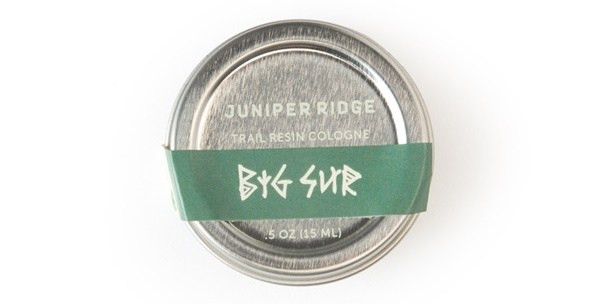 JUNIPER RIDGE
TRAIL RESIN COLOGNE
BIG SUR
.5 OZ (15 ML)